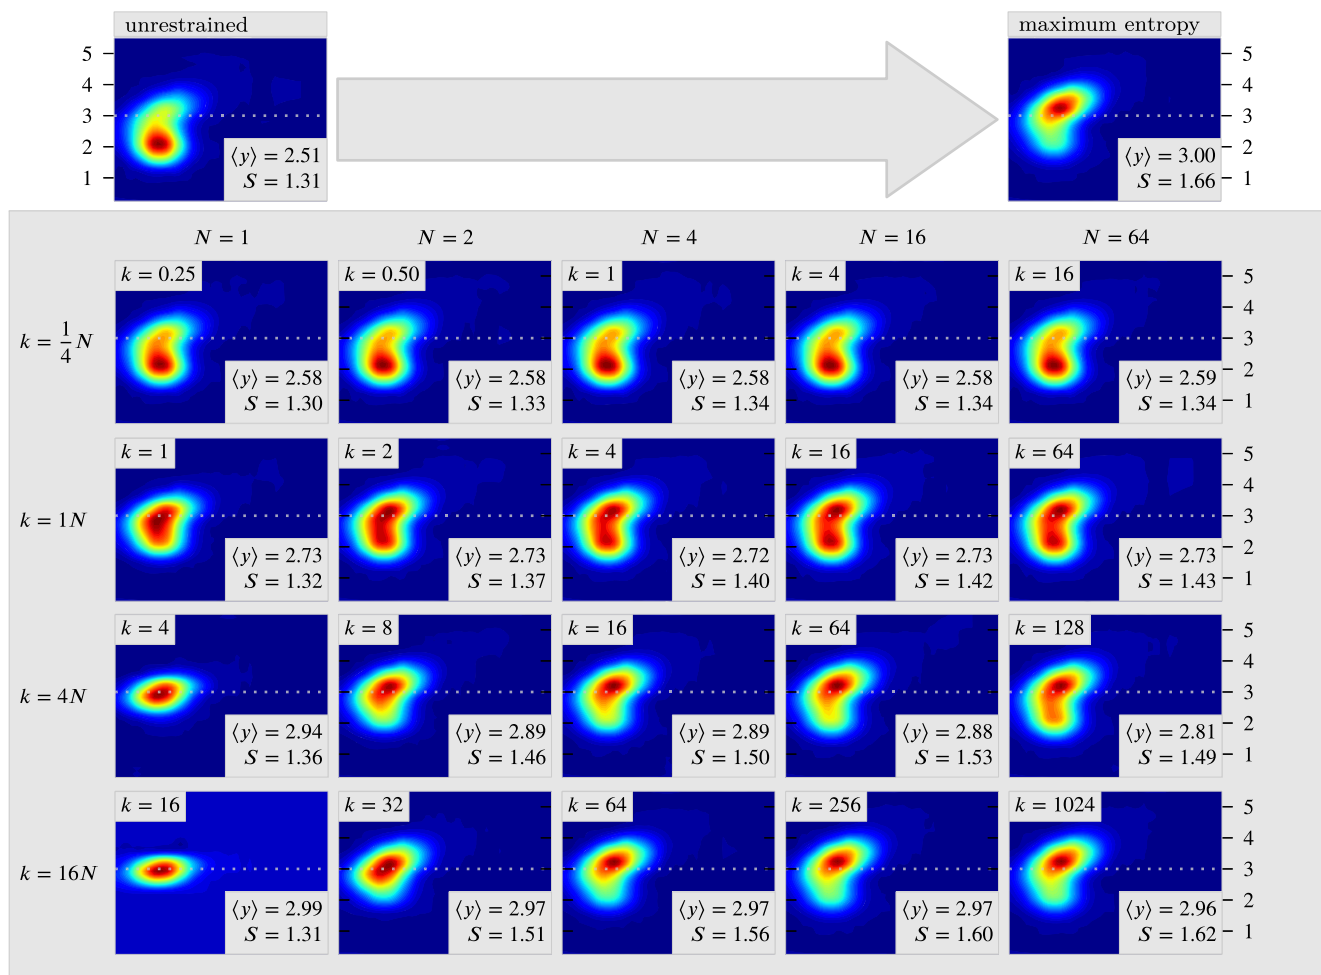 unrestrained
maximum entropy
5
4
3
2
1
⟨y⟩ = 2.51
S = 1.31
⟨y⟩ = 3.00
S = 1.66
5
4
3
2
1
N = 1
N = 2
N = 4
N = 16
N = 64
k = 1/4 N
k = 0.25
⟨y⟩ = 2.58
S = 1.30
k = 0.50
⟨y⟩ = 2.58
S = 1.33
k = 1
⟨y⟩ = 2.58
S = 1.34
k = 4
⟨y⟩ = 2.58
S = 1.34
k = 16
⟨y⟩ = 2.59
S = 1.34
5
4
3
2
1
k = 1N
k = 1
⟨y⟩ = 2.73
S = 1.32
k = 2
⟨y⟩ = 2.73
S = 1.37
k = 4
⟨y⟩ = 2.72
S = 1.40
k = 16
⟨y⟩ = 2.73
S = 1.42
k = 64
⟨y⟩ = 2.73
S = 1.43
5
4
3
2
1
k = 4N
k = 4
⟨y⟩ = 2.94
S = 1.36
k = 8
⟨y⟩ = 2.89
S = 1.46
k = 16
⟨y⟩ = 2.89
S = 1.50
k = 64
⟨y⟩ = 2.88
S = 1.53
k = 128
⟨y⟩ = 2.81
S = 1.49
5
4
3
2
1
k = 16N
k = 16
⟨y⟩ = 2.99
S = 1.31
k = 32
⟨y⟩ = 2.97
S = 1.51
k = 64
⟨y⟩ = 2.97
S = 1.56
k = 256
⟨y⟩ = 2.97
S = 1.60
k = 1024
⟨y⟩ = 2.96
S = 1.62
5
4
3
2
1